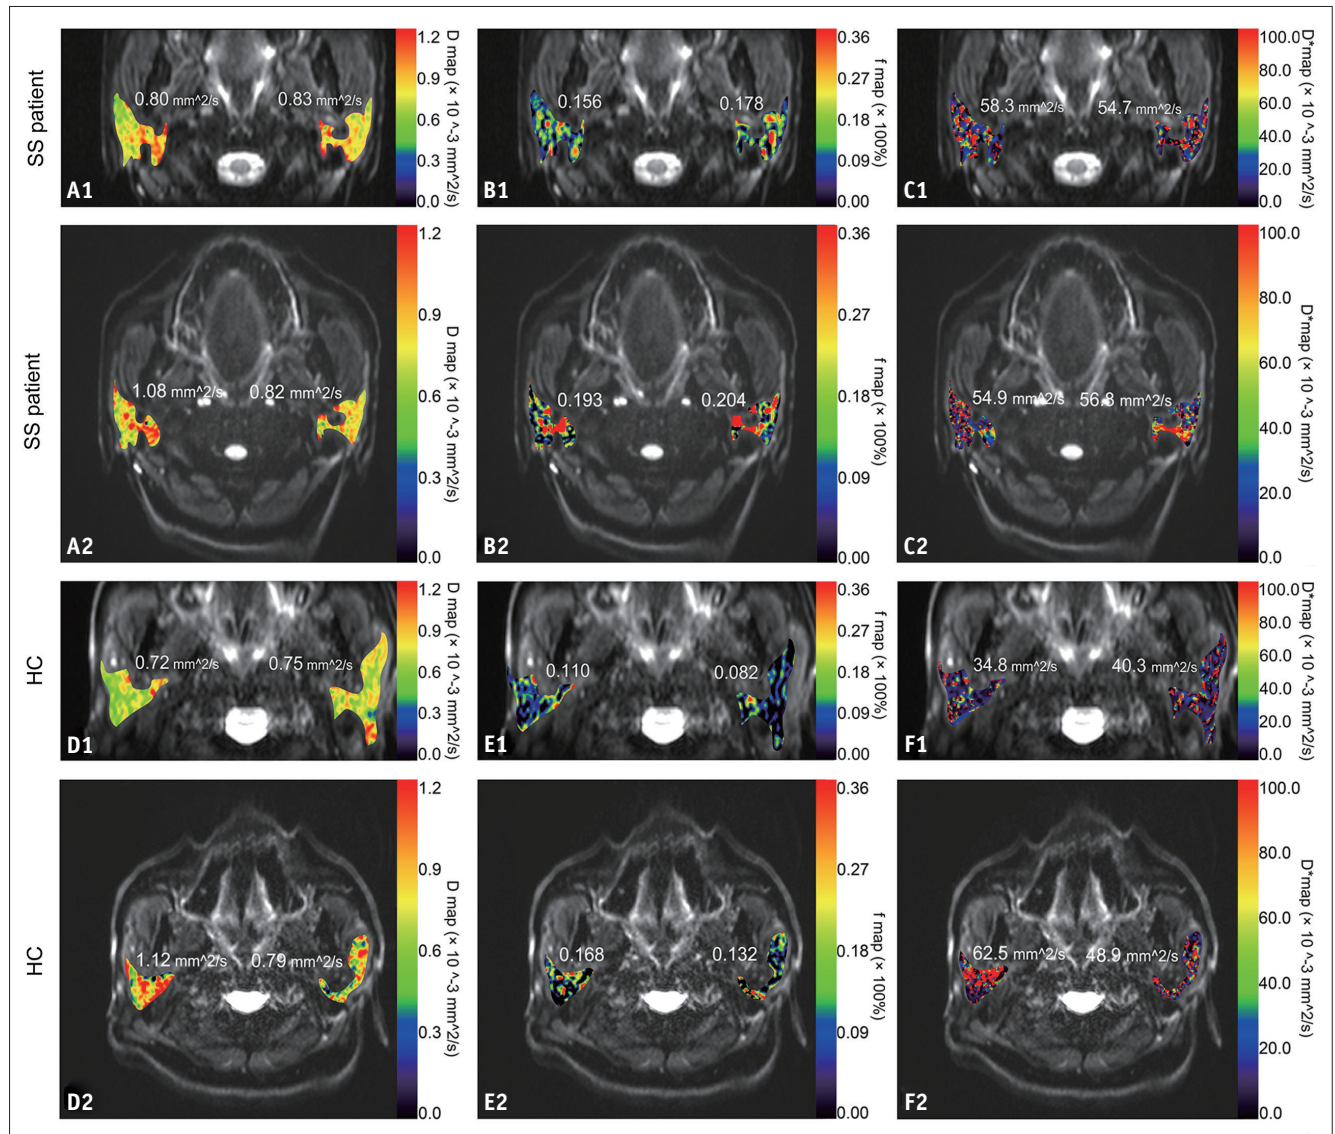 SS patient
0.80 mm^2/s
0.83 mm^2/s
A1
1.2
0.9
0.6
0.3
0.0
D map (× 10 ^-3 mm^2/s)
0.156
0.178
B1
0.36
0.27
0.18
0.09
0.00
f map (× 100%)
58.3 mm^2/s
54.7 mm^2/s
C1
100.0
80.0
60.0
40.0
20.0
0.0
D*map (× 10 ^-3 mm^2/s)
SS patient
1.08 mm^2/s
0.82 mm^2/s
A2
1.2
0.9
0.6
0.3
0.0
D map (× 10 ^-3 mm^2/s)
0.193
0.204
B2
0.36
0.27
0.18
0.09
0.00
f map (× 100%)
54.9 mm^2/s
56.8 mm^2/s
C2
100.0
80.0
60.0
40.0
20.0
0.0
D*map (× 10 ^-3 mm^2/s)
HC
0.72 mm^2/s
0.75 mm^2/s
D1
1.2
0.9
0.6
0.3
0.0
D map (× 10 ^-3 mm^2/s)
0.110
0.082
E1
0.36
0.27
0.18
0.09
0.00
f map (× 100%)
34.8 mm^2/s
40.3 mm^2/s
F1
100.0
80.0
60.0
40.0
20.0
0.0
D*map (× 10 ^-3 mm^2/s)
HC
1.12 mm^2/s
0.79 mm^2/s
D2
1.2
0.9
0.6
0.3
0.0
D map (× 10 ^-3 mm^2/s)
0.168
0.132
E2
0.36
0.27
0.18
0.09
0.00
f map (× 100%)
62.5 mm^2/s
48.9 mm^2/s
F2
100.0
80.0
60.0
40.0
20.0
0.0
D*map (× 10 ^-3 mm^2/s)